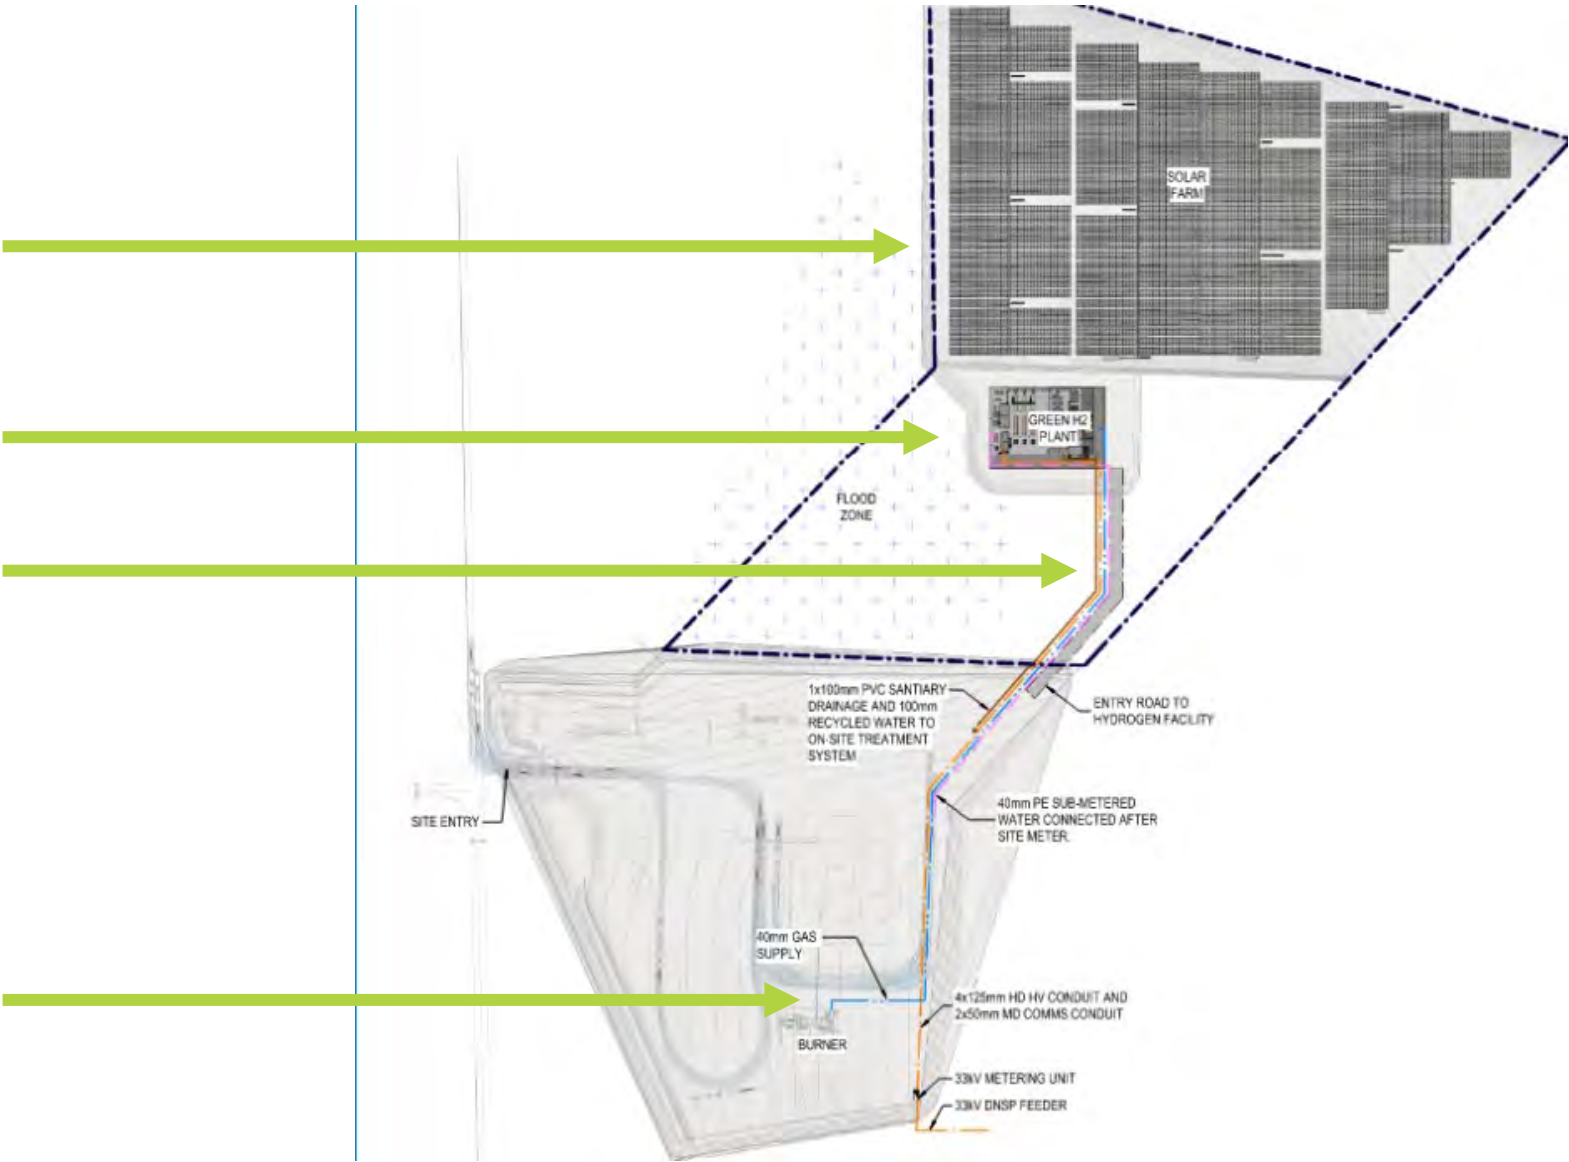 SOLAR
FARM
GREEN H2
PLANT
FLOOD
ZONE
1x100mm PVC SANTIARY
DRAINAGE AND 100mm
RECYCLED WATER TO
ON-SITE TREATMENT
SYSTEM
ENTRY ROAD TO
HYDROGEN FACILITY
40mm PE SUB-METERED
WATER CONNECTED AFTER
SITE METER.
SITE ENTRY
40mm GAS
SUPPLY
4x125mm HD HV CONDUIT AND
2x50mm MD COMMS CONDUIT
BURNER
33kV METERING UNIT
33kV DNSP FEEDER